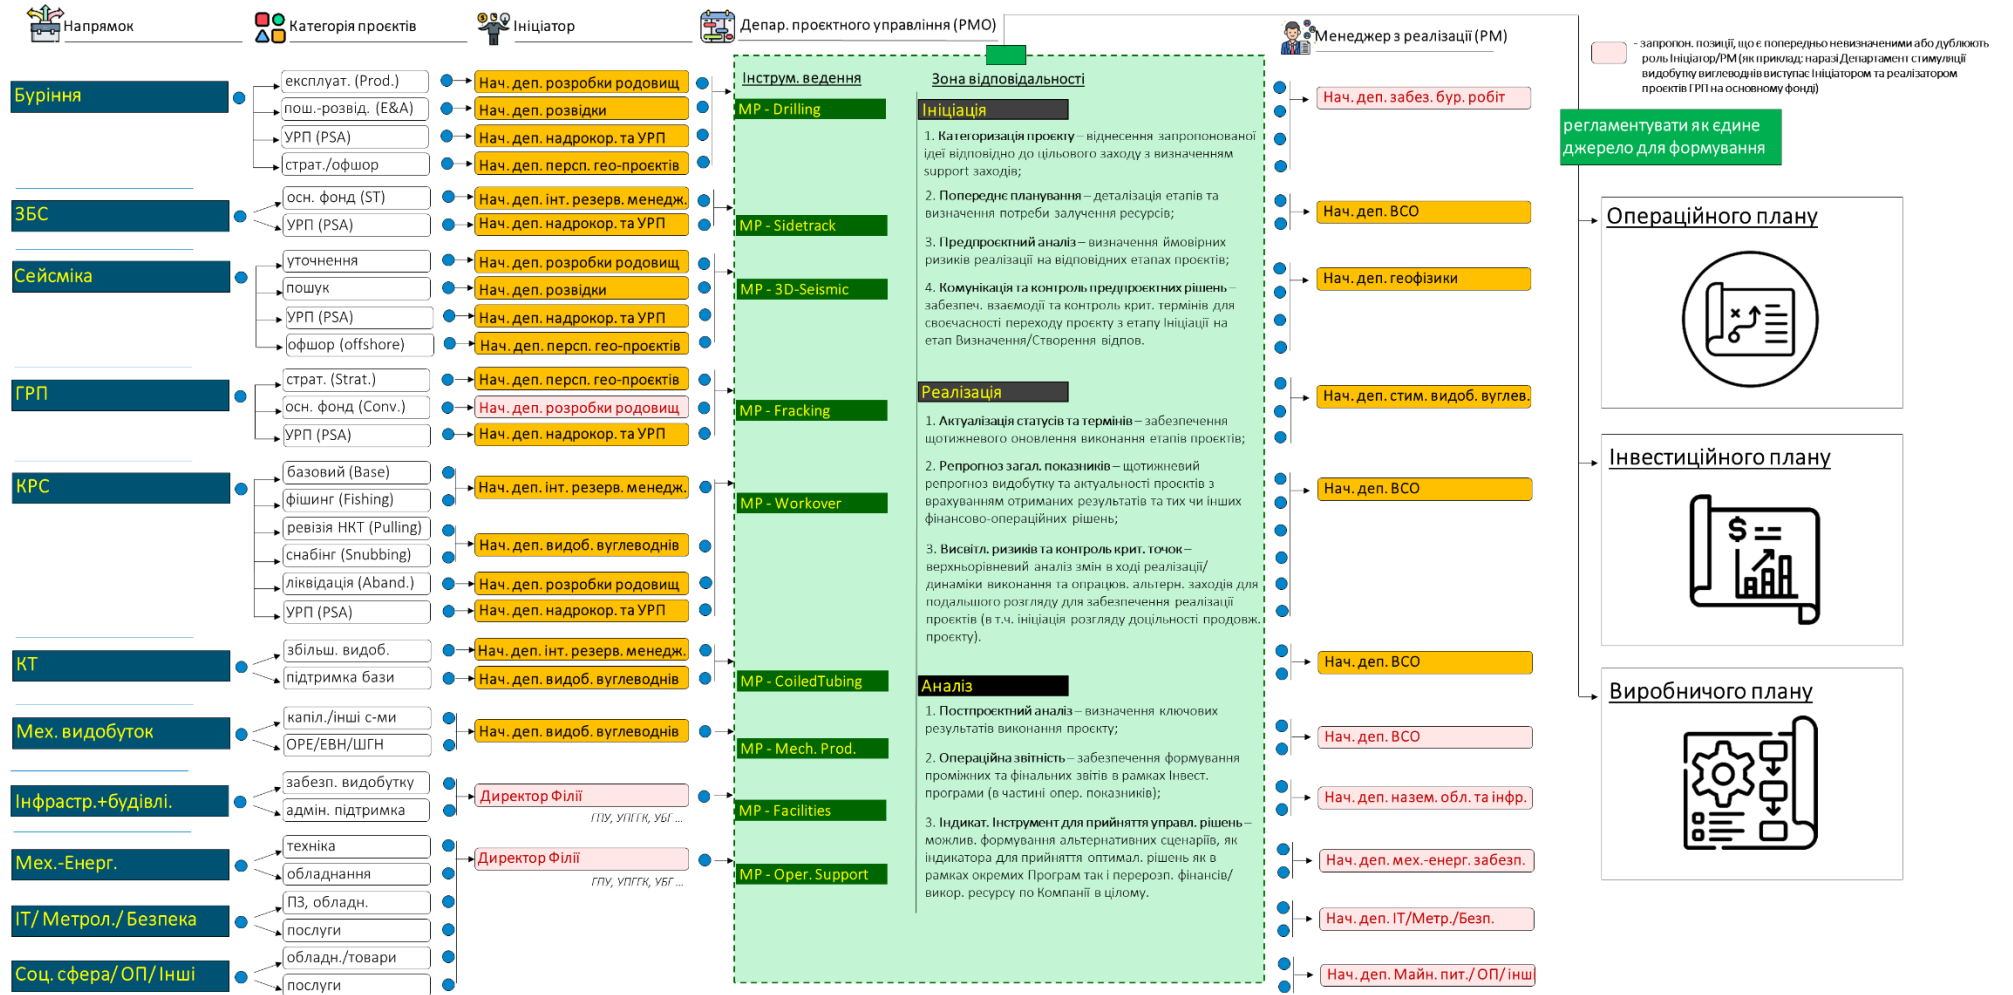 Напрямок
Категорія проєктів
Ініціатор
Депар. проєктного управління (PMO)
Менеджер з реалізації (PM)
- запропон. позиції, що є попередньо невизначеними або дублюють
роль Ініціатор/PM (як приклад: наразі Департамент стимуляції
видобутку вуглеводнів виступає Ініціатором та реалізатором
проєктів ГРП на основному фонді)
Буріння
експлуат. (Prod.)
пош.-розвід. (E&A)
УРП (PSA)
страт./офшор
Нач. деп. розробки родовищ
Нач. деп. розвідки
Нач. деп. надрокор. та УРП
Нач. деп. персп. гео-проєктів
ЗБС
осн. фонд (ST)
УРП (PSA)
Нач. деп. інт. резерв. менедж.
Нач. деп. надрокор. та УРП
Сейсміка
уточнення
пошук
УРП (PSA)
офшор (offshore)
Нач. деп. розробки родовищ
Нач. деп. розвідки
Нач. деп. надрокор. та УРП
Нач. деп. персп. гео-проєктів
ГРП
страт. (Strat.)
осн. фонд (Conv.)
УРП (PSA)
Нач. деп. персп. гео-проєктів
Нач. деп. розробки родовищ
Нач. деп. надрокор. та УРП
КРС
базовий (Base)
фішинг (Fishing)
ревізія НКТ (Pulling)
снабінг (Snubbing)
ліквідація (Aband.)
УРП (PSA)
Нач. деп. інт. резерв. менедж.
Нач. деп. видоб. вуглеводнів
Нач. деп. розробки родовищ
Нач. деп. надрокор. та УРП
КТ
збільш. видоб.
підтримка бази
Нач. деп. інт. резерв. менедж.
Нач. деп. видоб. вуглеводнів
Мех. видобуток
капіл./інші с-ми
ОРЕ/ЕВН/ШГН
Нач. деп. видоб. вуглеводнів
Інфрастр.+будівлі.
забезп. видобутку
адмін. підтримка
Директор Філії
ГПУ, УПГГК, УБГ ...
Мех.-Енерг.
техніка
обладнання
Директор Філії
ГПУ, УПГГК, УБГ ...
ІТ/ Метрол./ Безпека
ПЗ, обладн.
послуги
Соц. сфера/ ОП/ Інші
обладн./товари
послуги
Інструм. ведення
MP - Drilling
MP - Sidetrack
MP - 3D-Seismic
MP - Fracking
MP - Workover
MP - CoiledTubing
MP - Mech. Prod.
MP - Facilities
MP - Oper. Support
Зона відповідальності
Ініціація
1. Категоризація проєкту – віднесення запропонованої
ідеї відповідно до цільового заходу з визначенням
support заходів;
2. Попереднє планування – деталізація етапів та
визначення потреби залучення ресурсів;
3. Предпроєктний аналіз – визначення ймовірних
ризиків реалізації на відповідних етапах проєктів;
4. Комунікація та контроль предпроєктних рішень –
забезпеч. взаємодії та контроль крит. термінів для
своєчасності переходу проєкту з етапу Ініціації на
етап Визначення/Створення відпов.
Реалізація
1. Актуалізація статусів та термінів – забезпечення
щотижневого оновлення виконання етапів проєктів;
2. Репрогноз загал. показників – щотижневий
репрогноз видобутку та актуальності проєктів з
врахуванням отриманих результатів та тих чи інших
фінансово-операційних рішень;
3. Висвітл. ризиків та контроль крит. точок –
верхньорівневий аналіз змін в ході реалізації/
динаміки виконання та опрацюв. альтерн. заходів для
подальшого розгляду для забезпечення реалізації
проєктів (в т.ч. ініціація розгляду доцільності продовж.
проєкту).
Аналіз
1. Постпроєктний аналіз – визначення ключових
результатів виконання проєкту;
2. Операційна звітність – забезпечення формування
проміжних та фінальних звітів в рамках Інвест.
програми (в частині опер. показників);
3. Індикат. Інструмент для прийняття управл. рішень –
можлив. формування альтернативних сценаріїв, як
індикатора для прийняття оптимал. рішень як в
рамках окремих Програм так і перерозп. фінансів/
викор. ресурсу по Компанії в цілому.
Нач. деп. забез. бур. робіт
Нач. деп. ВСО
Нач. деп. геофізики
Нач. деп. стим. видоб. вуглев.
Нач. деп. ВСО
Нач. деп. ВСО
Нач. деп. ВСО
Нач. деп. назем. обл. та інфр.
Нач. деп. мех.-енерг. забезп.
Нач. деп. ІТ/Метр./Безп.
Нач. деп. Майн. пит./ ОП/ інші
регламентувати як єдине
джерело для формування
Операційного плану
Інвестиційного плану
$
Виробничого плану